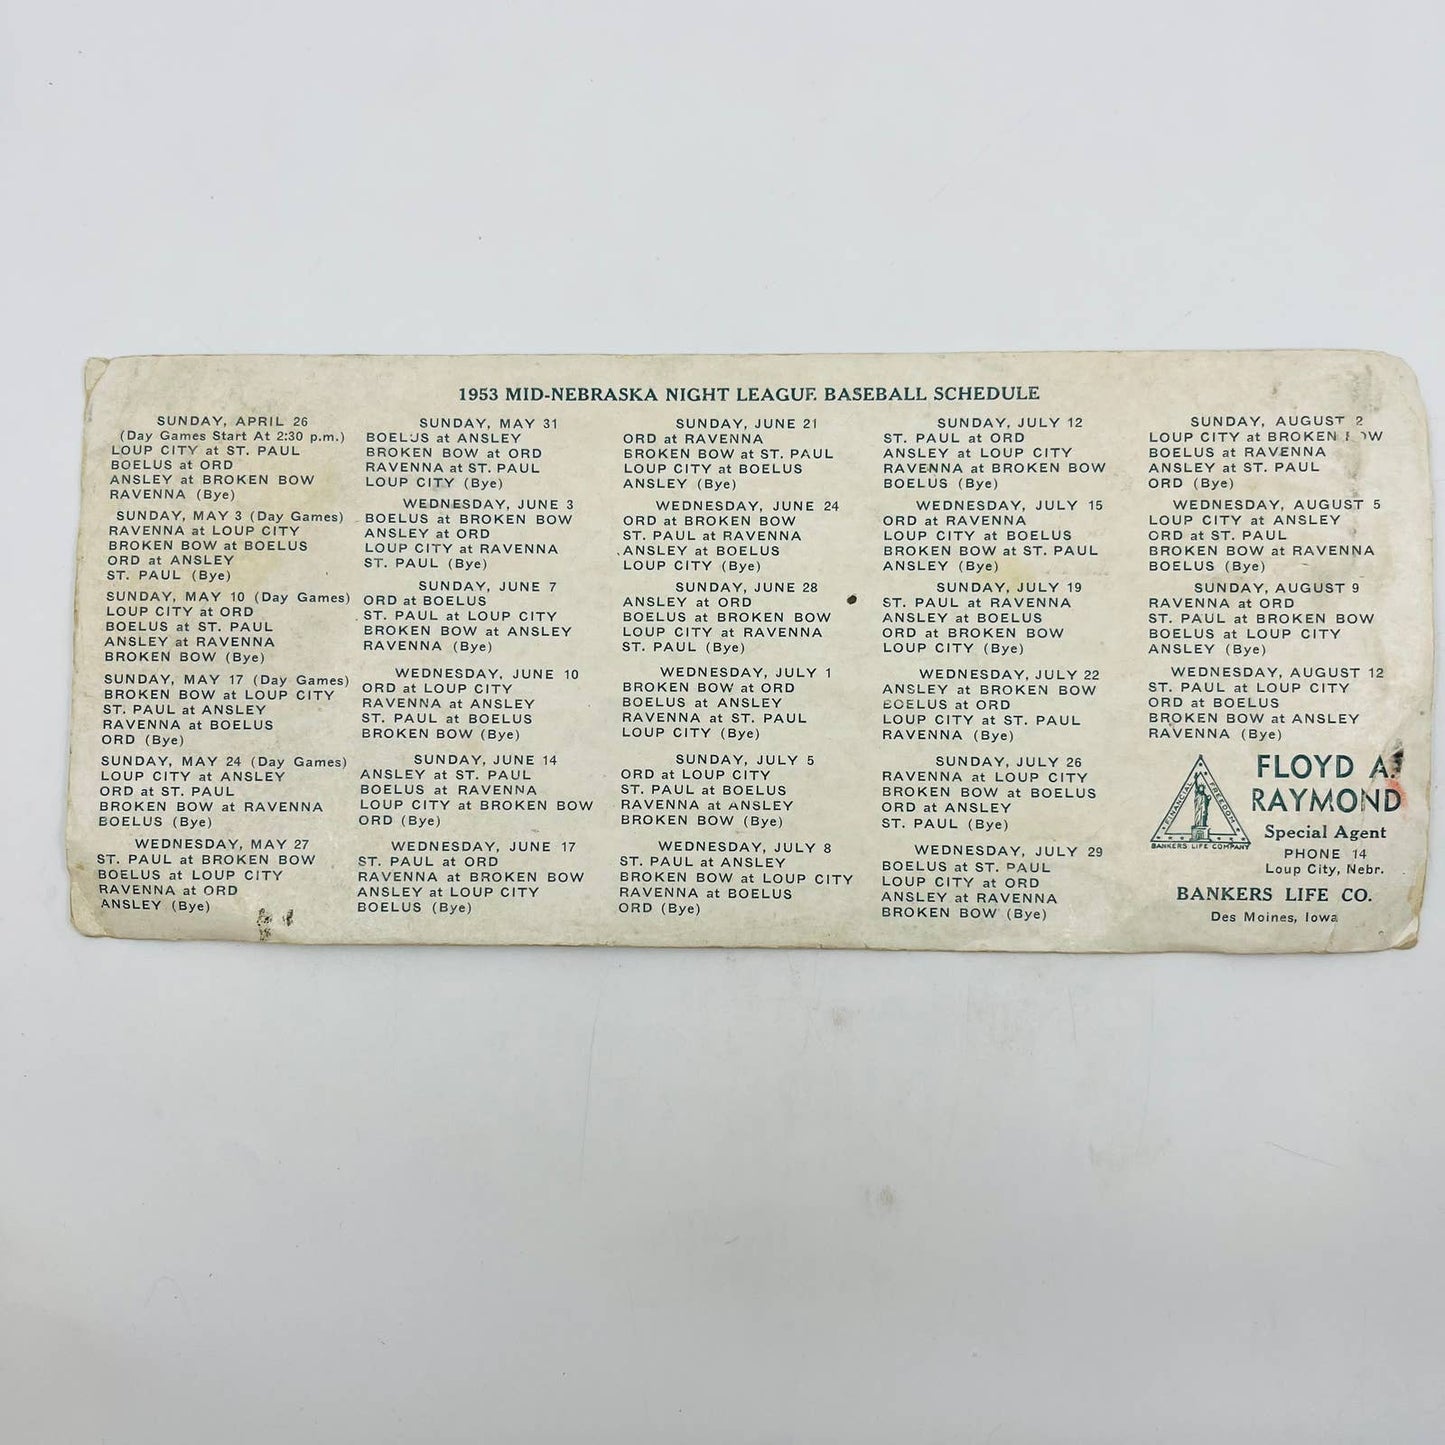 1953 MID-NEBRASKA NIGHT LEAGUE BASEBALL SCHEDULE
SUNDAY, APRIL 26
(Day Games Start At 2:30 p.m.)
LOUP CITY at ST. PAUL
BOELUS at ORD
ANSLEY at BROKEN BOW
RAVENNA (Bye)
SUNDAY, MAY 3 (Day Games)
RAVENNA at LOUP CITY
BROKEN BOW at BOELUS
ORD at ANSLEY
ST. PAUL (Bye)
SUNDAY, MAY 10 (Day Games)
LOUP CITY at ORD
BOELUS at ST. PAUL
ANSLEY at RAVENNA
BROKEN BOW (Bye)
SUNDAY, MAY 17 (Day Games)
BROKEN BOW at LOUP CITY
ST. PAUL at ANSLEY
RAVENNA at BOELUS
ORD (Bye)
SUNDAY, MAY 24 (Day Games)
LOUP CITY at ANSLEY
ORD at ST. PAUL
BROKEN BOW at RAVENNA
BOELUS (Bye)
WEDNESDAY, MAY 27
ST. PAUL at BROKEN BOW
BOELUS at LOUP CITY
RAVENNA at ORD
ANSLEY (Bye)
SUNDAY, MAY 31
BOELUS at ANSLEY
BROKEN BOW at ORD
RAVENNA at ST. PAUL
LOUP CITY (Bye)
WEDNESDAY, JUNE 3
BOELUS at BROKEN BOW
ANSLEY at ORD
LOUP CITY at RAVENNA
ST. PAUL (Bye)
SUNDAY, JUNE 7
ORD at BOELUS
ST. PAUL at LOUP CITY
BROKEN BOW at ANSLEY
RAVENNA (Bye)
WEDNESDAY, JUNE 10
ORD at LOUP CITY
RAVENNA at ANSLEY
ST. PAUL at BOELUS
BROKEN BOW (Bye)
SUNDAY, JUNE 14
ANSLEY at ST. PAUL
BOELUS at RAVENNA
LOUP CITY at BROKEN BOW
ORD (Bye)
WEDNESDAY, JUNE 17
ST. PAUL at ORD
RAVENNA at BROKEN BOW
ANSLEY at LOUP CITY
BOELUS (Bye)
SUNDAY, JUNE 21
ORD at RAVENNA
BROKEN BOW at ST. PAUL
LOUP CITY at BOELUS
ANSLEY (Bye)
WEDNESDAY, JUNE 24
ORD at BROKEN BOW
ST. PAUL at RAVENNA
ANSLEY at BOELUS
LOUP CITY (Bye)
SUNDAY, JUNE 28
ANSLEY at ORD
BOELUS at BROKEN BOW
LOUP CITY at RAVENNA
ST. PAUL (Bye)
WEDNESDAY, JULY 1
BROKEN BOW at ORD
BOELUS at ANSLEY
RAVENNA at ST. PAUL
LOUP CITY (Bye)
SUNDAY, JULY 5
ORD at LOUP CITY
ST. PAUL at BOELUS
RAVENNA at ANSLEY
BROKEN BOW (Bye)
WEDNESDAY, JULY 8
ST. PAUL at ANSLEY
BROKEN BOW at LOUP CITY
RAVENNA at BOELUS
ORD (Bye)
SUNDAY, JULY 12
ST. PAUL at ORD
ANSLEY at LOUP CITY
RAVENNA at BROKEN BOW
BOELUS (Bye)
WEDNESDAY, JULY 15
ORD at RAVENNA
LOUP CITY at BOELUS
BROKEN BOW at ST. PAUL
ANSLEY (Bye)
SUNDAY, JULY 19
ST. PAUL at RAVENNA
ANSLEY at BOELUS
ORD at BROKEN BOW
LOUP CITY (Bye)
WEDNESDAY, JULY 22
ANSLEY at BROKEN BOW
BOELUS at ORD
LOUP CITY at ST. PAUL
RAVENNA (Bye)
SUNDAY, JULY 26
RAVENNA at LOUP CITY
BROKEN BOW at BOELUS
ORD at ANSLEY
ST. PAUL (Bye)
WEDNESDAY, JULY 29
BOELUS at ST. PAUL
LOUP CITY at ORD
ANSLEY at RAVENNA
BROKEN BOW (Bye)
SUNDAY, AUGUST 2
LOUP CITY at BROKEN BOW
BOELUS at RAVENNA
ANSLEY at ST. PAUL
ORD (Bye)
WEDNESDAY, AUGUST 5
LOUP CITY at ANSLEY
ORD at ST. PAUL
BROKEN BOW at RAVENNA
BOELUS (Bye)
SUNDAY, AUGUST 9
RAVENNA at ORD
ST. PAUL at BROKEN BOW
BOELUS at LOUP CITY
ANSLEY (Bye)
WEDNESDAY, AUGUST 12
ST. PAUL at LOUP CITY
ORD at BOELUS
BROKEN BOW at ANSLEY
RAVENNA (Bye)
FINANCIAL FREEDOM
BANKERS LIFE COMPANY
FLOYD A.
RAYMOND
Special Agent
PHONE 14
Loup City, Nebr.
BANKERS LIFE CO.
Des Moines, Iowa